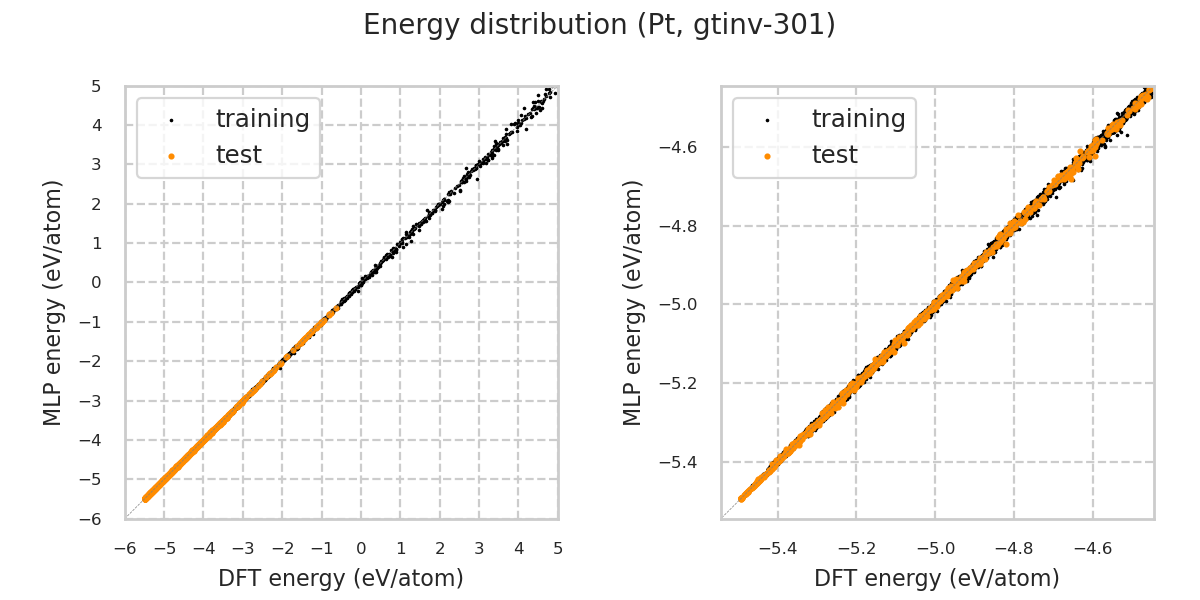 Energy distribution (Pt, gtinv-301)
training
test
5
4
3
2
1
0
−1
−2
−3
−4
−5
−6
−6 −5 −4 −3 −2 −1 0 1 2 3 4 5
MLP energy (eV/atom)
DFT energy (eV/atom)
training
test
−4.6
−4.8
−5.0
−5.2
−5.4
−5.4 −5.2 −5.0 −4.8 −4.6
MLP energy (eV/atom)
DFT energy (eV/atom)